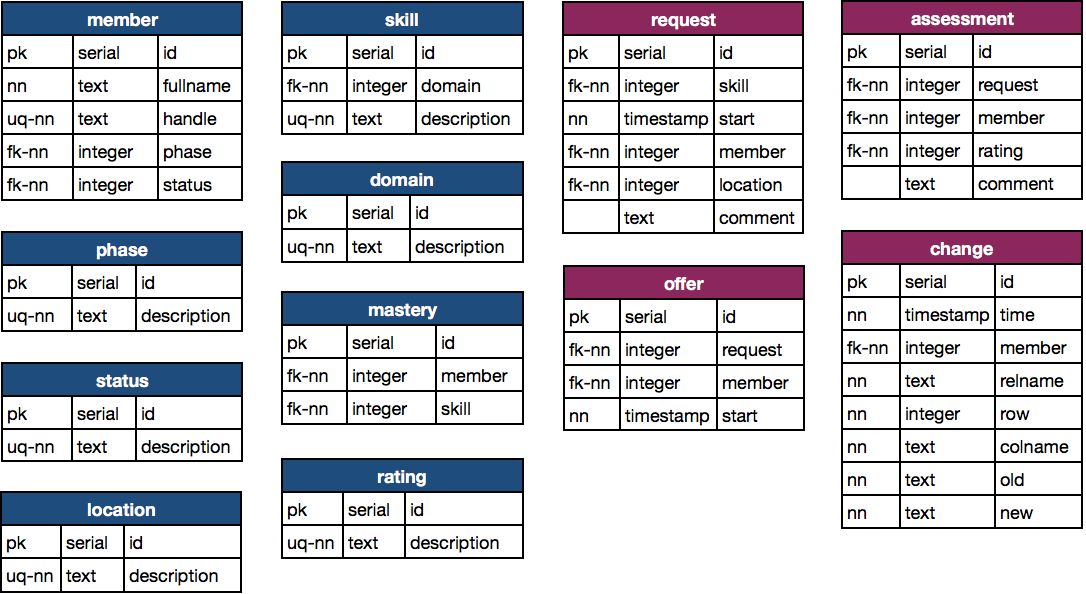 member
pk serial id
nn text fullname
uq-nn text handle
fk-nn integer phase
fk-nn integer status
phase
pk serial id
uq-nn text description
status
pk serial id
uq-nn text description
location
pk serial id
uq-nn text description
skill
pk serial id
fk-nn integer domain
uq-nn text description
domain
pk serial id
uq-nn text description
mastery
pk serial id
fk-nn integer member
fk-nn integer skill
rating
pk serial id
uq-nn text description
request
pk serial id
fk-nn integer skill
nn timestamp start
fk-nn integer member
fk-nn integer location
text comment
offer
pk serial id
fk-nn integer request
fk-nn integer member
nn timestamp start
assessment
pk serial id
fk-nn integer request
fk-nn integer member
fk-nn integer rating
text comment
change
pk serial id
nn timestamp time
fk-nn integer member
nn text relname
nn integer row
nn text colname
nn text old
nn text new